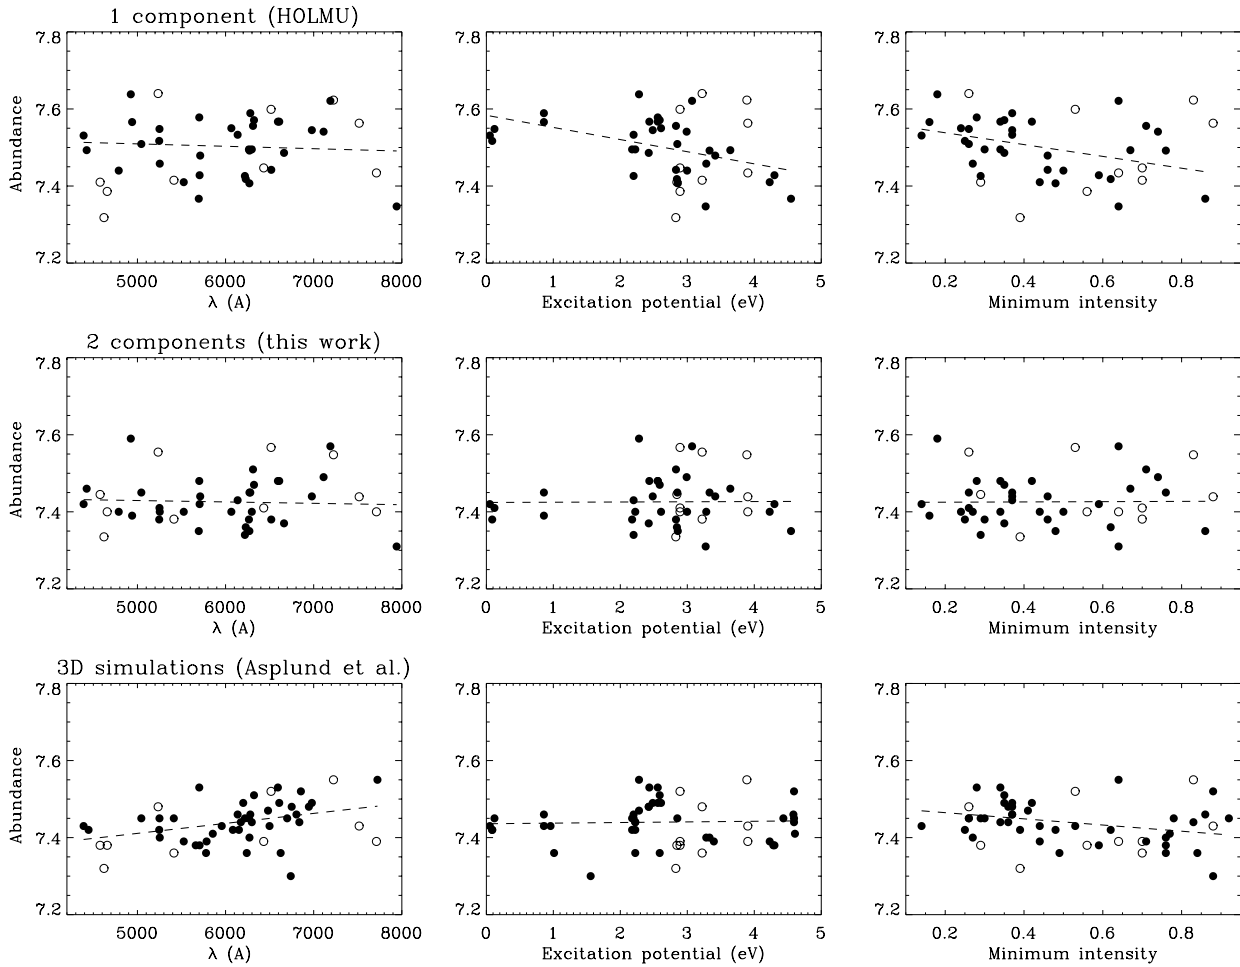 1 component (HOLMU)
7.8
7.6
7.4
7.2
Abundance
5000 6000 7000 8000
λ (A)
0 1 2 3 4 5
Excitation potential (eV)
0.2 0.4 0.6 0.8
Minimum intensity
2 components (this work)
7.8
7.6
7.4
7.2
Abundance
5000 6000 7000 8000
λ (A)
7.8
7.6
7.4
7.2
0 1 2 3 4 5
Excitation potential (eV)
7.8
7.6
7.4
7.2
0.2 0.4 0.6 0.8
Minimum intensity
3D simulations (Asplund et al.)
7.8
7.6
7.4
7.2
Abundance
5000 6000 7000 8000
λ (A)
7.8
7.6
7.4
7.2
0 1 2 3 4 5
Excitation potential (eV)
7.8
7.6
7.4
7.2
0.2 0.4 0.6 0.8
Minimum intensity
7.8
7.6
7.4
7.2
7.8
7.6
7.4
7.2